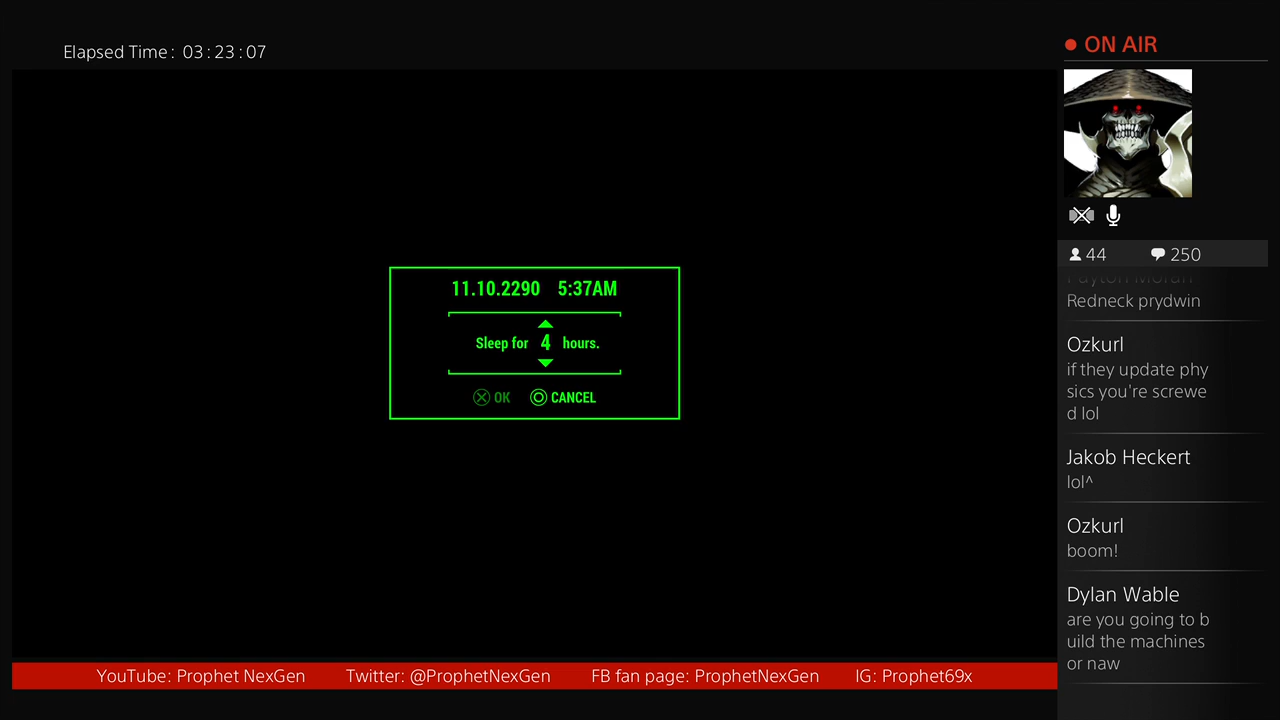 Elapsed Time: 03:23:07
ON AIR
44 250
11.10.2290 5:37AM
Sleep for 4 hours.
OK CANCEL
Payton Moran
Redneck prydwin
Ozkurl
if they update phy
sics you're screwe
d lol
Jakob Heckert
lol^
Ozkurl
boom!
Dylan Wable
are you going to b
uild the machines
or naw
YouTube: Prophet NexGen Twitter: @ProphetNexGen FB fan page: ProphetNexGen IG: Prophet69x